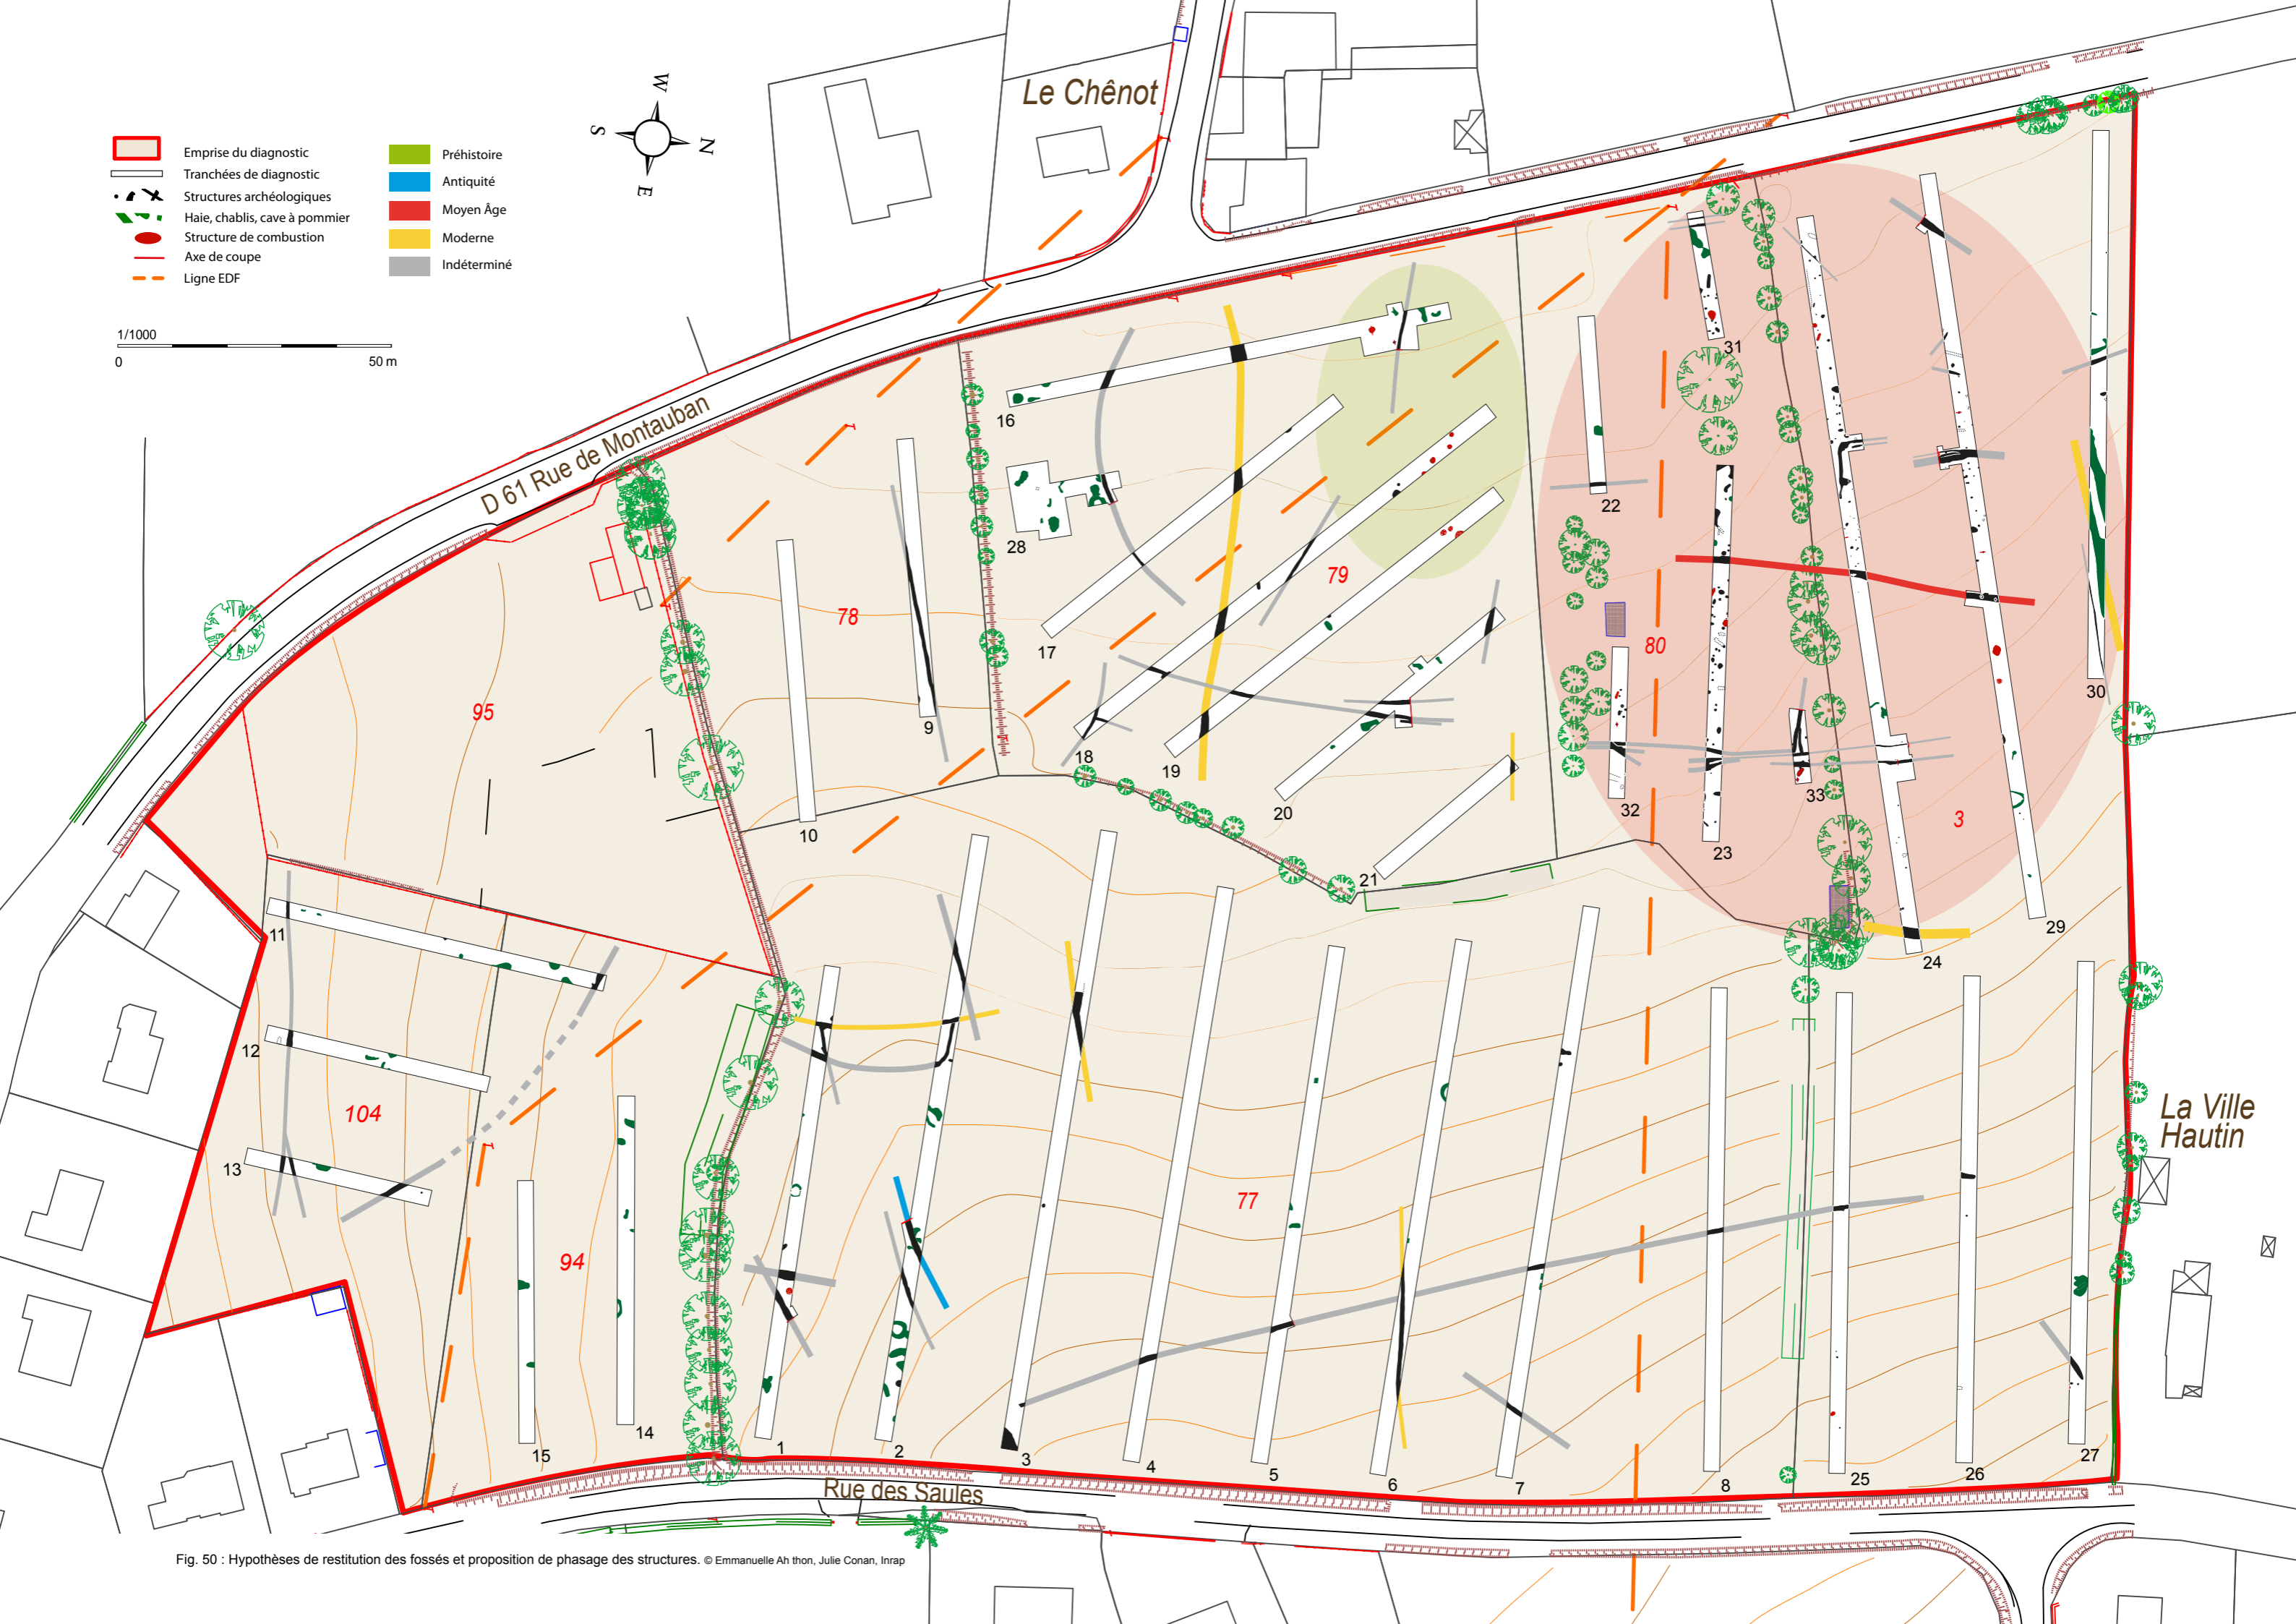 Le Chênot
W
S
N
E
Emprise du diagnostic
Tranchées de diagnostic
Structures archéologiques
Haie, chablis, cave à pommier
Structure de combustion
Axe de coupe
Ligne EDF
Préhistoire
Antiquité
Moyen Âge
Moderne
Indéterminé
1/1000
0
50 m
D 61 Rue de Montauban
31
16
22
28
79
78
17
80
30
95
9
18
19
20
32
33
10
3
23
21
29
11
24
12
104
La Ville
Hautin
13
77
94
14
15
1
2
3
4
5
6
7
8
25
26
27
Rue des Saules
Fig. 50 : Hypothèses de restitution des fossés et proposition de phasage des structures. © Emmanuelle Ah thon, Julie Conan, Inrap